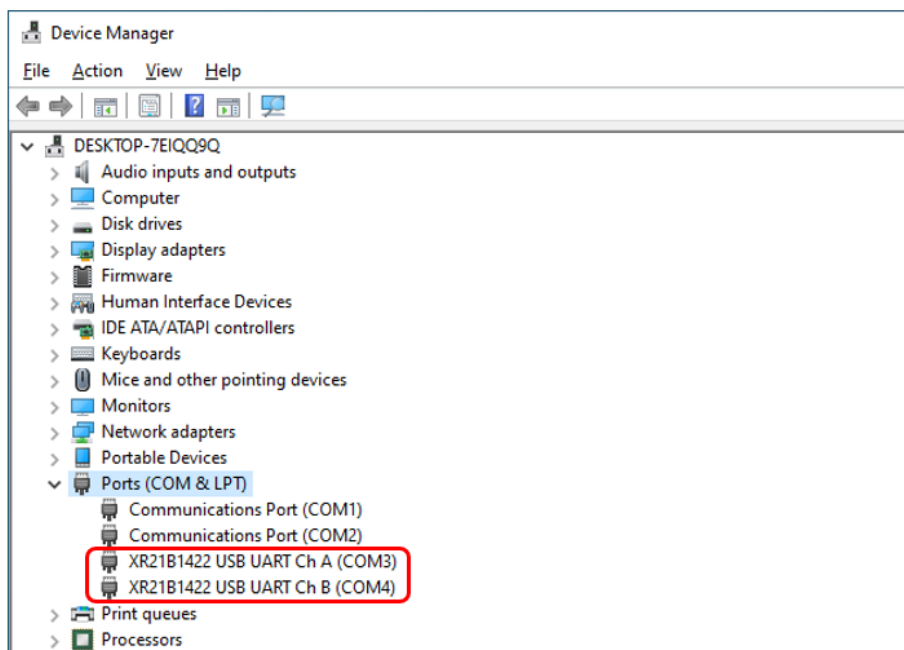 Device Manager
File Action View Help
DESKTOP-7EIQQ9Q
Audio inputs and outputs
Computer
Disk drives
Display adapters
Firmware
Human Interface Devices
IDE ATA/ATAPI controllers
Keyboards
Mice and other pointing devices
Monitors
Network adapters
Portable Devices
Ports (COM & LPT)
Communications Port (COM1)
Communications Port (COM2)
XR21B1422 USB UART Ch A (COM3)
XR21B1422 USB UART Ch B (COM4)
Print queues
Processors